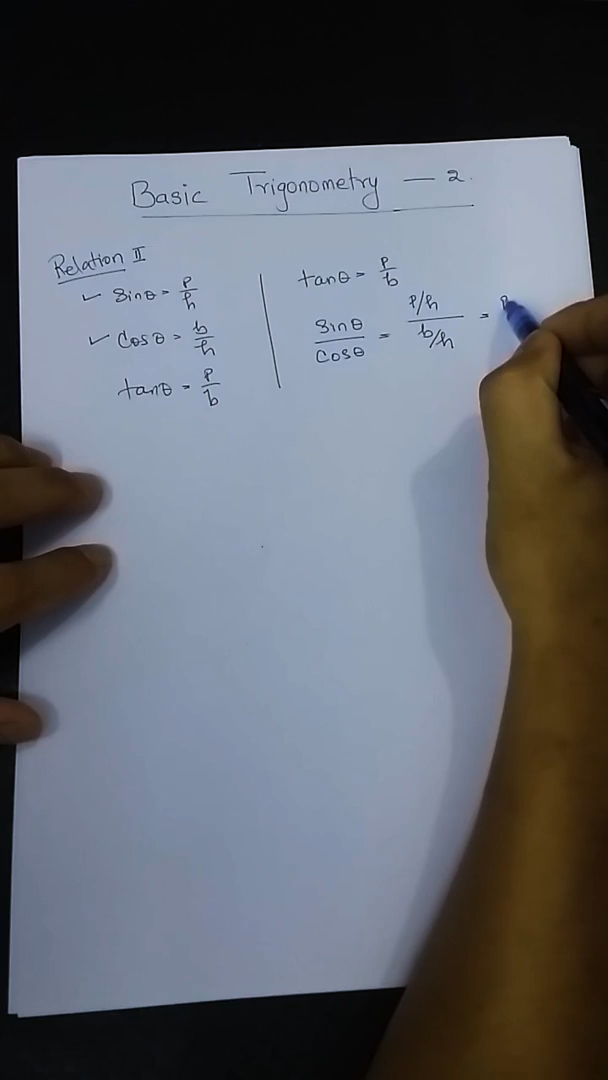 Basic Trigonometry — 2.
Relation II
✓ Sinθ = P/h
✓ Cosθ = b/h
tanθ = P/b
tanθ = P/b
Sinθ/Cosθ = P/h / b/h = P